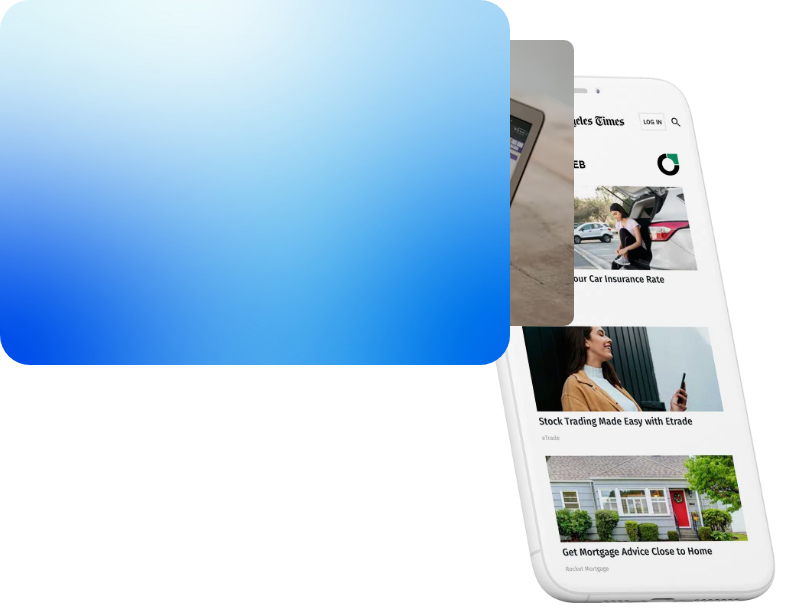 eles Times
LOG IN
EB
our Car Insurance Rate
Stock Trading Made Easy with Etrade
eTrade
Get Mortgage Advice Close to Home
Rocket Mortgage